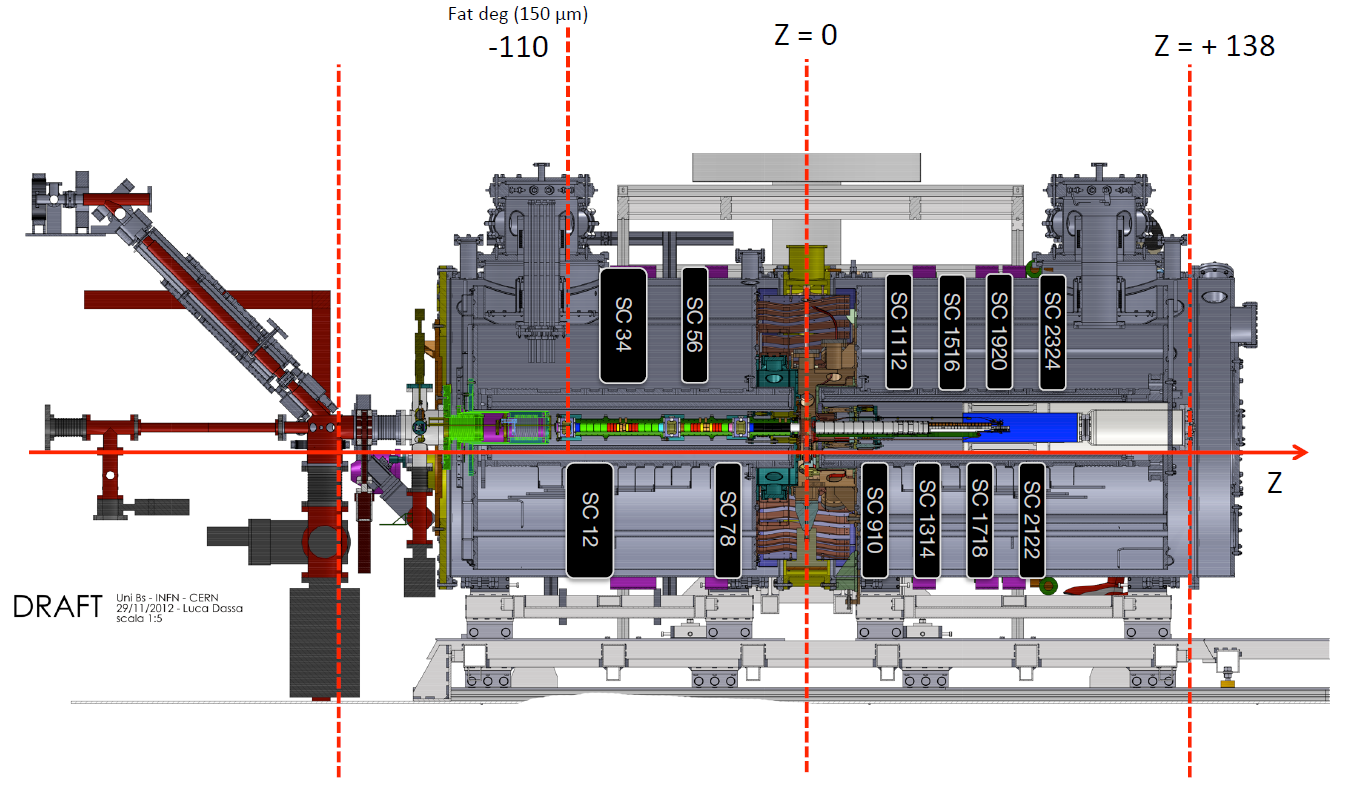 Fat deg (150 μm)
-110
Z = 0
Z = + 138
SC 34
SC 56
SC 1112
SC 1516
SC 1920
SC 2324
Z
SC 12
SC 78
SC 910
SC 1314
SC 1718
SC 2122
DRAFT
Uni Bs - INFN - CERN
29/11/2012 - Luca Dassa
scala 1:5